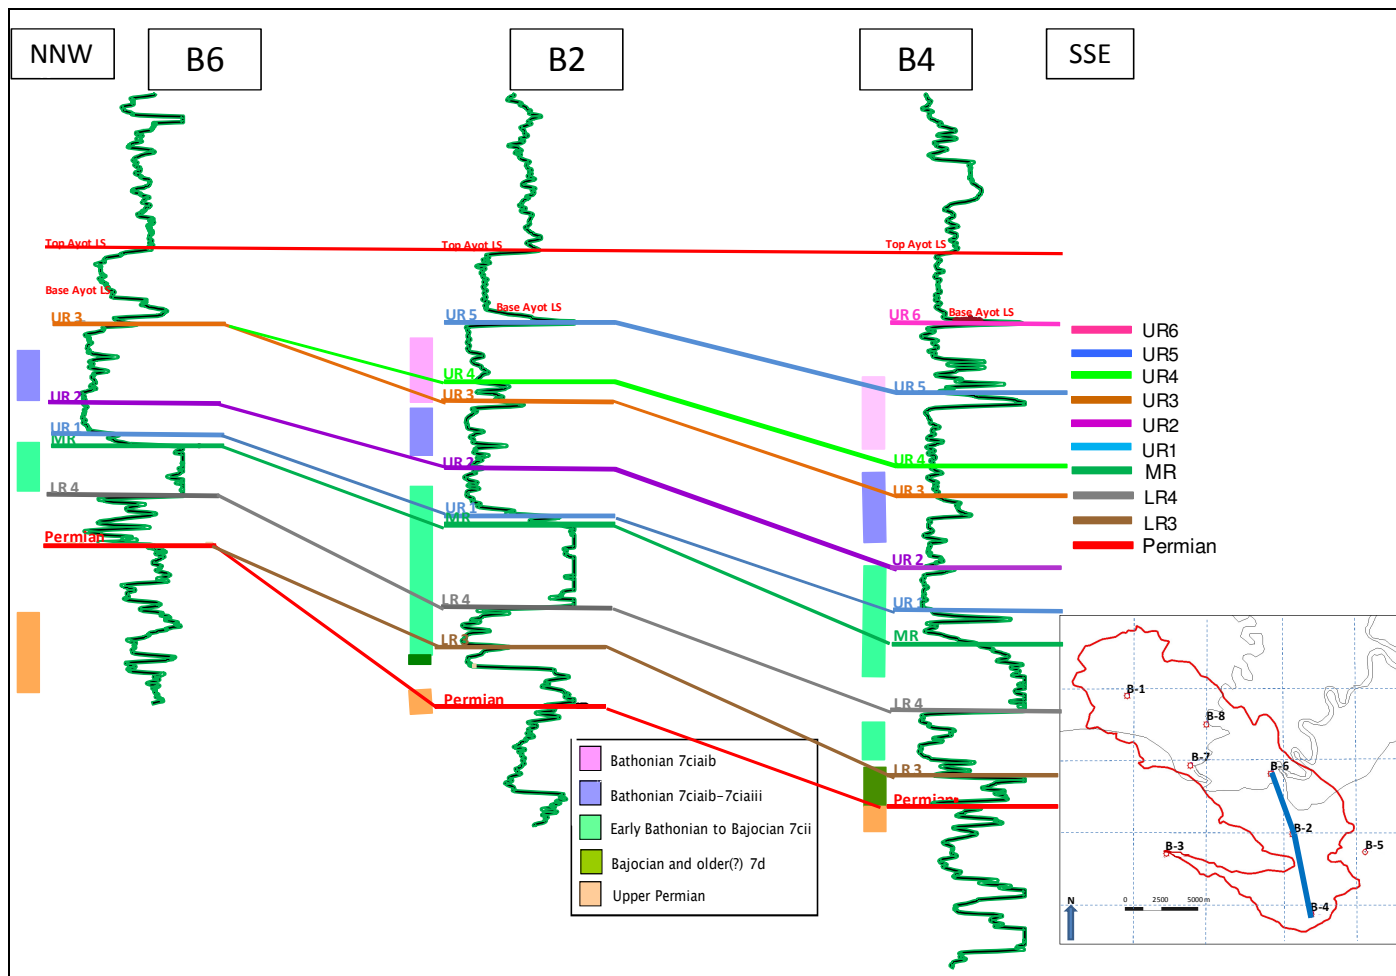 NNW
B6
B2
B4
SSE
Top Ayot LS
Top Ayot LS
Top Ayot LS
Base Ayot LS
Base Ayot LS
Base Ayot LS
UR 3
UR 2
UR 1
MR
LR 4
Permian
UR 5
UR 4
UR 3
UR 2
UR 1
MR
LR 4
LR 3
Permian
UR 6
UR 5
UR 4
UR 3
UR 2
UR 1
MR
LR 4
LR 3
Permian
UR6
UR5
UR4
UR3
UR2
UR1
MR
LR4
LR3
Permian
Bathonian 7ciaib
Bathonian 7ciaib-7ciaiii
Early Bathonian to Bajocian 7cii
Bajocian and older(?) 7d
Upper Permian
B-1
B-8
B-7
B-6
B-2
B-3
B-5
B-4
N
0 2500 5000 m